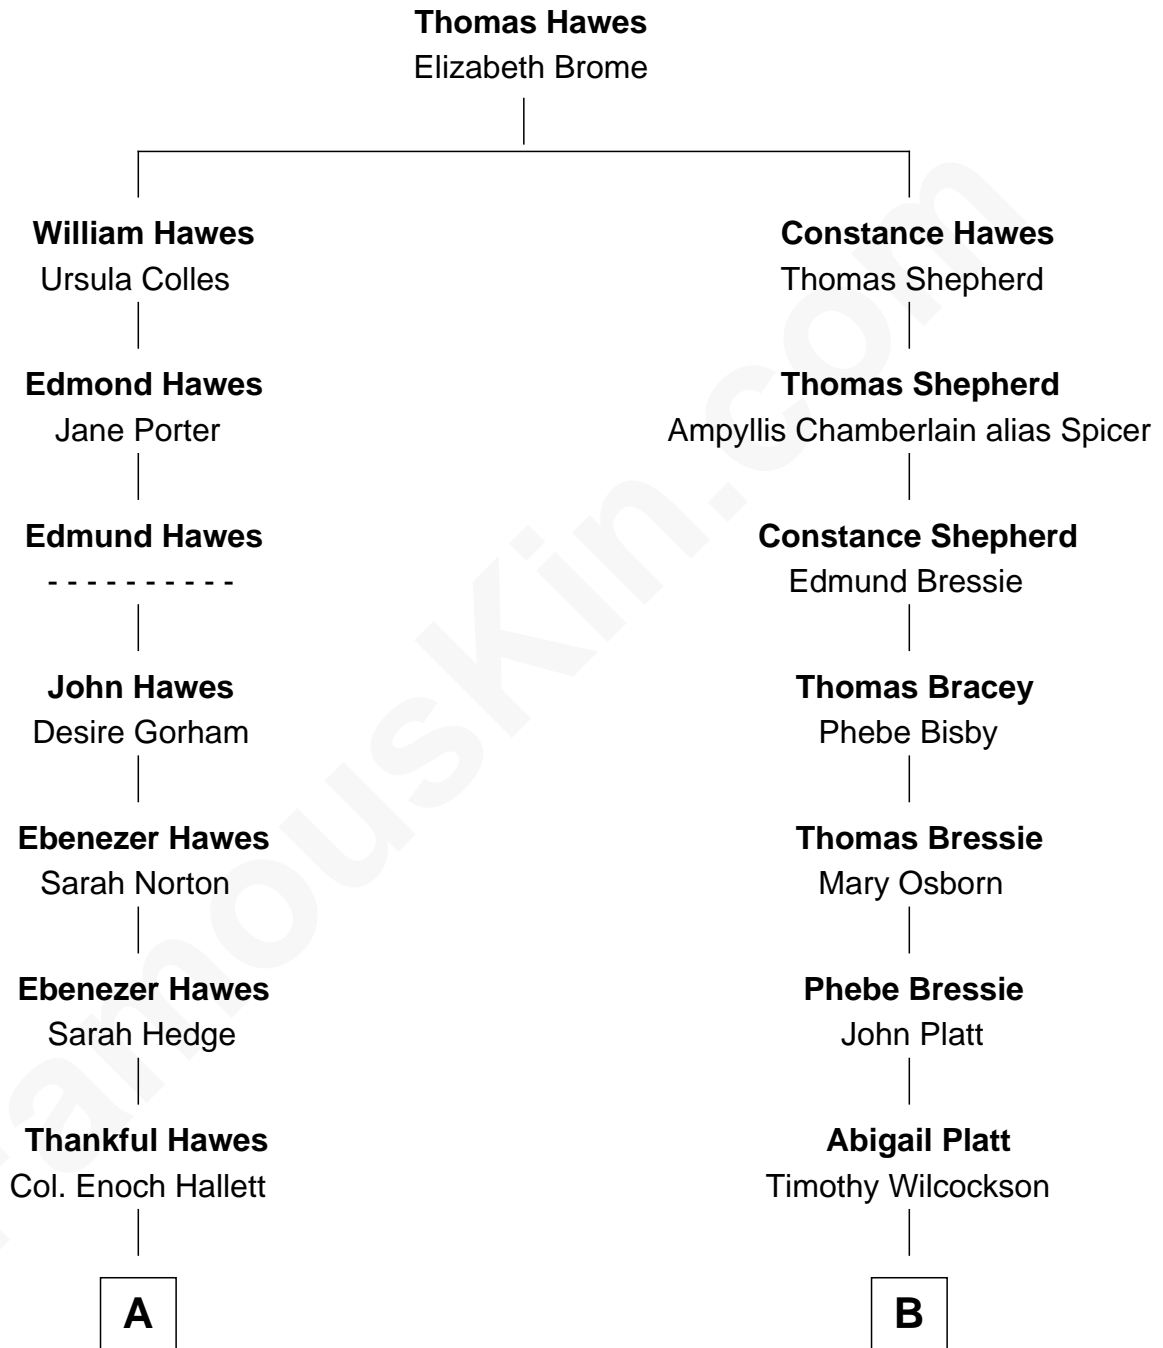 Thomas Hawes
Elizabeth Brome
William Hawes
Ursula Colles
Edmond Hawes
Jane Porter
Edmund Hawes
- - - - - - - - - -
John Hawes
Desire Gorham
Ebenezer Hawes
Sarah Norton
Ebenezer Hawes
Sarah Hedge
Thankful Hawes
Col. Enoch Hallett
A
Constance Hawes
Thomas Shepherd
Thomas Shepherd
Ampyllis Chamberlain alias Spicer
Constance Shepherd
Edmund Bressie
Thomas Bracey
Phebe Bisby
Thomas Bressie
Mary Osborn
Phebe Bressie
John Platt
Abigail Platt
Timothy Wilcockson
B
FamousKin.com